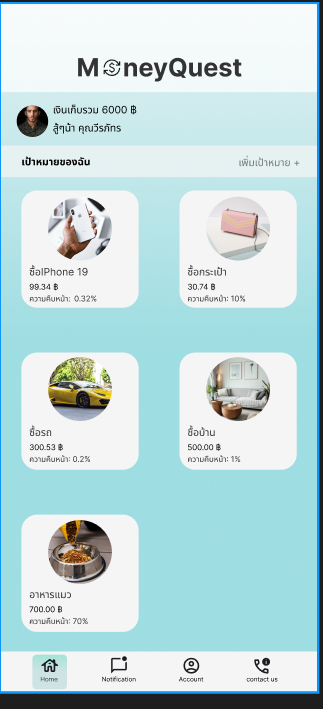 MoneyQuest
เงินเก็บรวม 6000 ฿
สู้ๆน้า คุณวีรภัทร
เป้าหมายของฉัน
เพิ่มเป้าหมาย +
ซื้อIPhone 19
99.34 ฿
ความคืบหน้า: 0.32%
ซื้อกระเป๋า
30.74 ฿
ความคืบหน้า: 10%
ซื้อรถ
300.53 ฿
ความคืบหน้า: 0.2%
ซื้อบ้าน
500.00 ฿
ความคืบหน้า: 1%
อาหารแมว
700.00 ฿
ความคืบหน้า: 70%
Home
Notification
Account
contact us